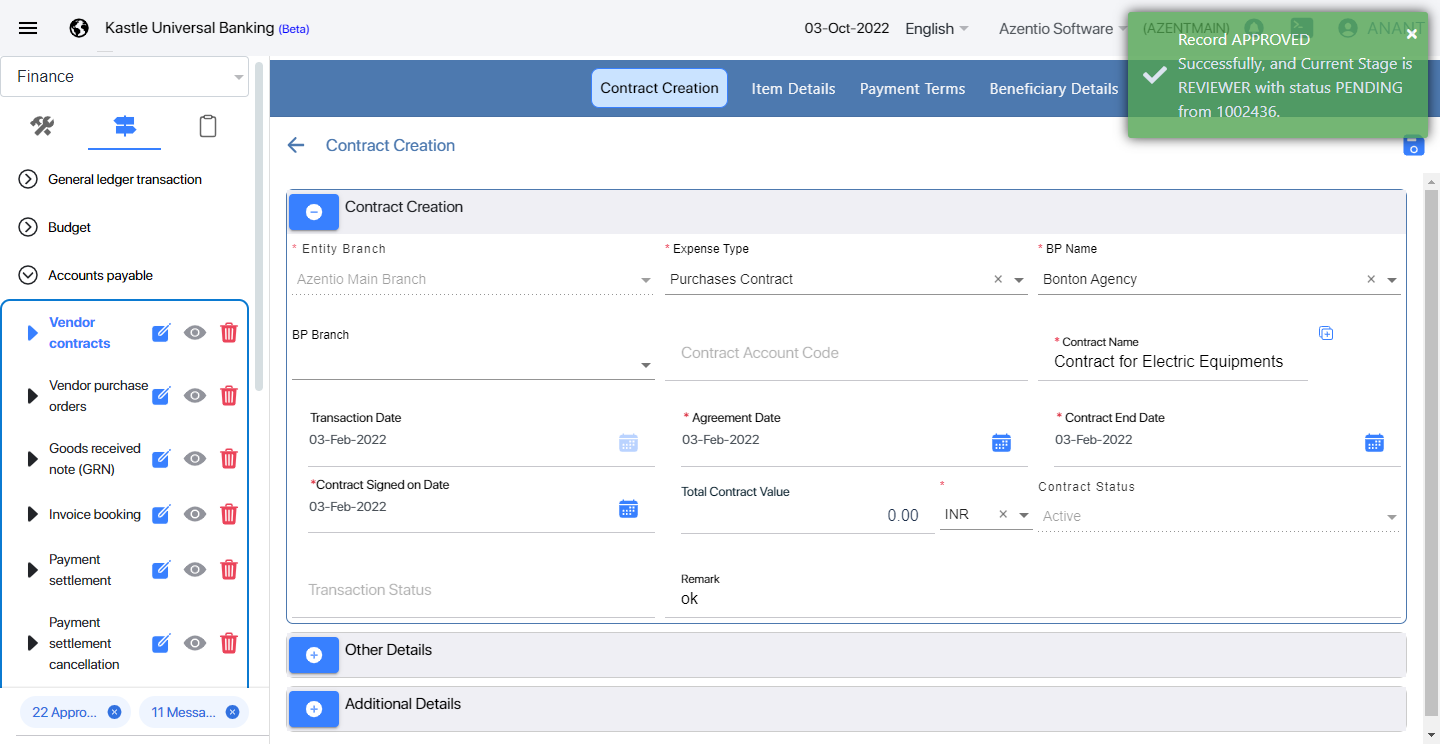 Kastle Universal Banking (Beta)
03-Oct-2022
English
Azentio Software
(AZENTMAIN)
ANANT
Record APPROVED
Successfully, and Current Stage is
REVIEWER with status PENDING
from 1002436.
Finance
Contract Creation
Item Details
Payment Terms
Beneficiary Details
Contract Creation
General ledger transaction
Budget
Accounts payable
Vendor
contracts
Vendor purchase
orders
Goods received
note (GRN)
Invoice booking
Payment
settlement
Payment
settlement
cancellation
22 Appro...
11 Messa...
Contract Creation
* Entity Branch
Azentio Main Branch
* Expense Type
Purchases Contract
* BP Name
Bonton Agency
BP Branch
Contract Account Code
* Contract Name
Contract for Electric Equipments
Transaction Date
03-Feb-2022
* Agreement Date
03-Feb-2022
* Contract End Date
03-Feb-2022
*Contract Signed on Date
03-Feb-2022
Total Contract Value
0.00
*
INR
Contract Status
Active
Transaction Status
Remark
ok
Other Details
Additional Details